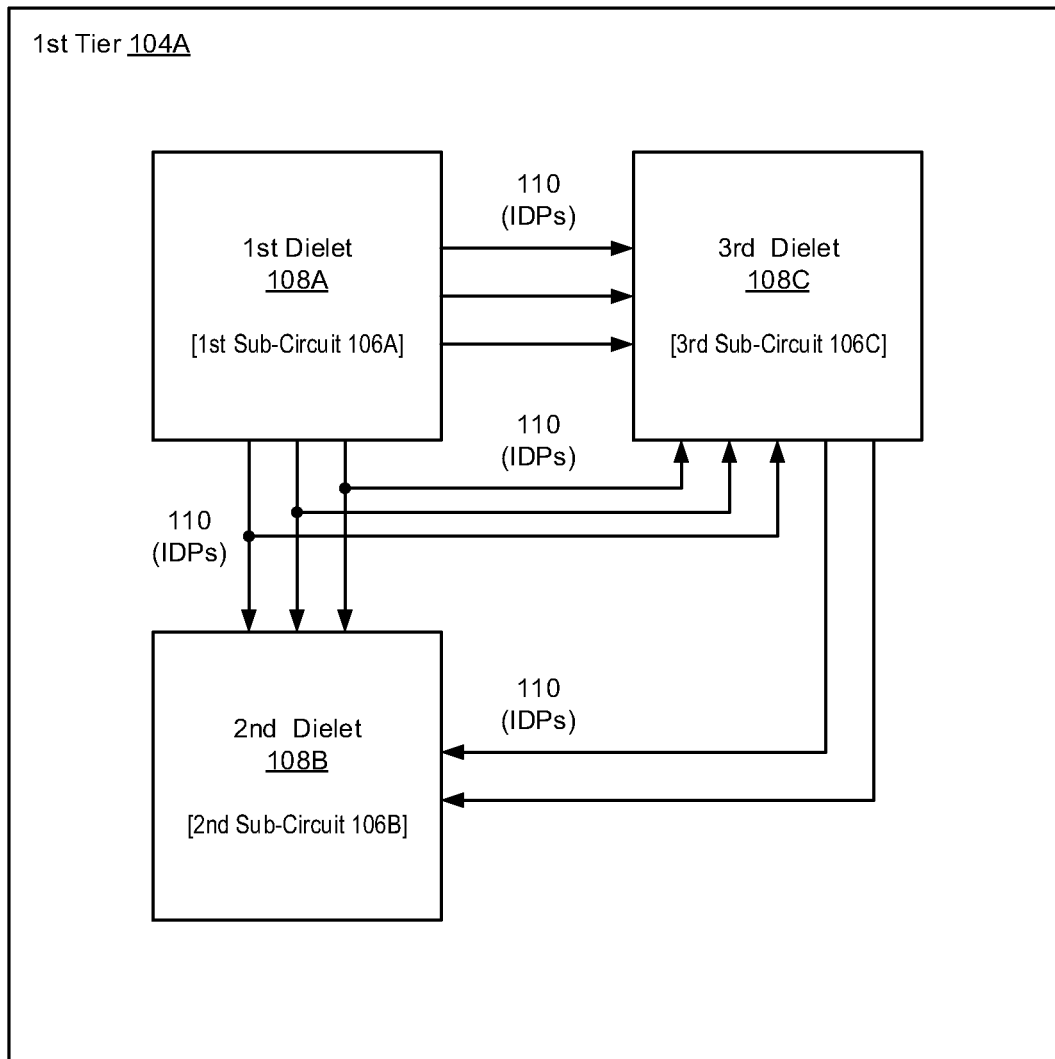 1st Tier 104A
110
(IDPs)
1st Dielet
108A
[1st Sub-Circuit 106A]
3rd Dielet
108C
[3rd Sub-Circuit 106C]
110
(IDPs)
110
(IDPs)
110
(IDPs)
2nd Dielet
108B
[2nd Sub-Circuit 106B]